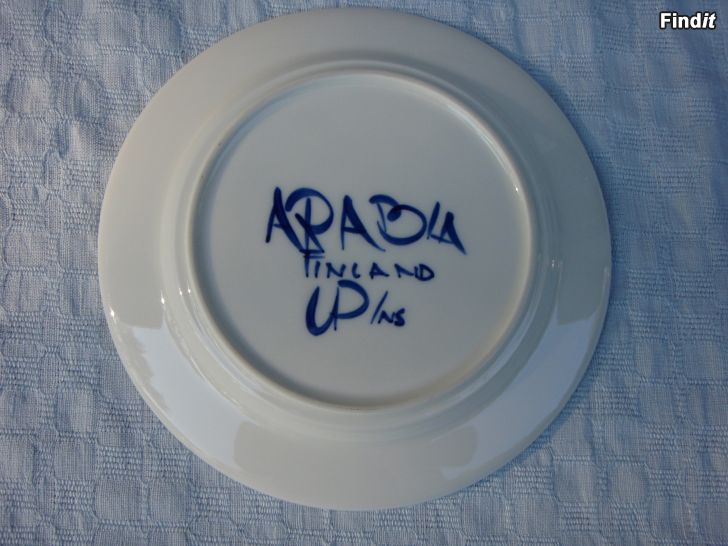 Findit
ARABIA
FINLAND
UP/NS